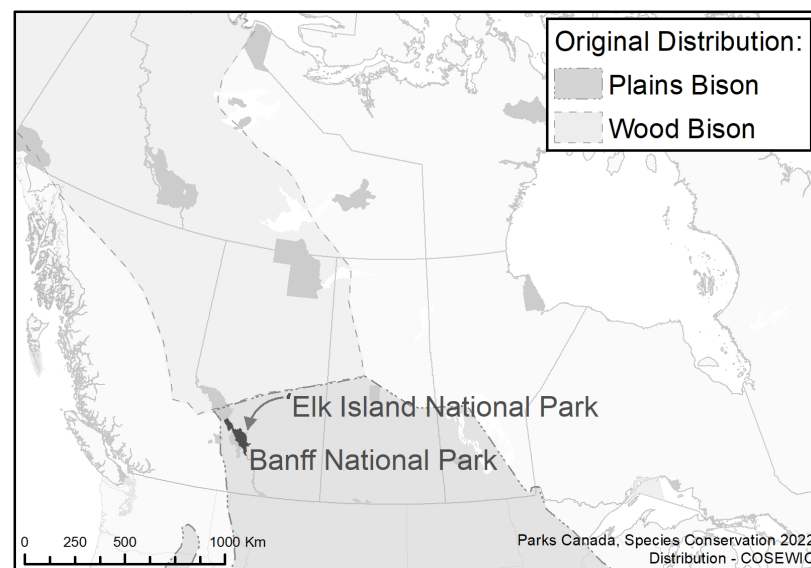 Original Distribution:
Plains Bison
Wood Bison
Elk Island National Park
Banff National Park
0 250 500 1000 Km
Parks Canada, Species Conservation 2022
Distribution - COSEWIC